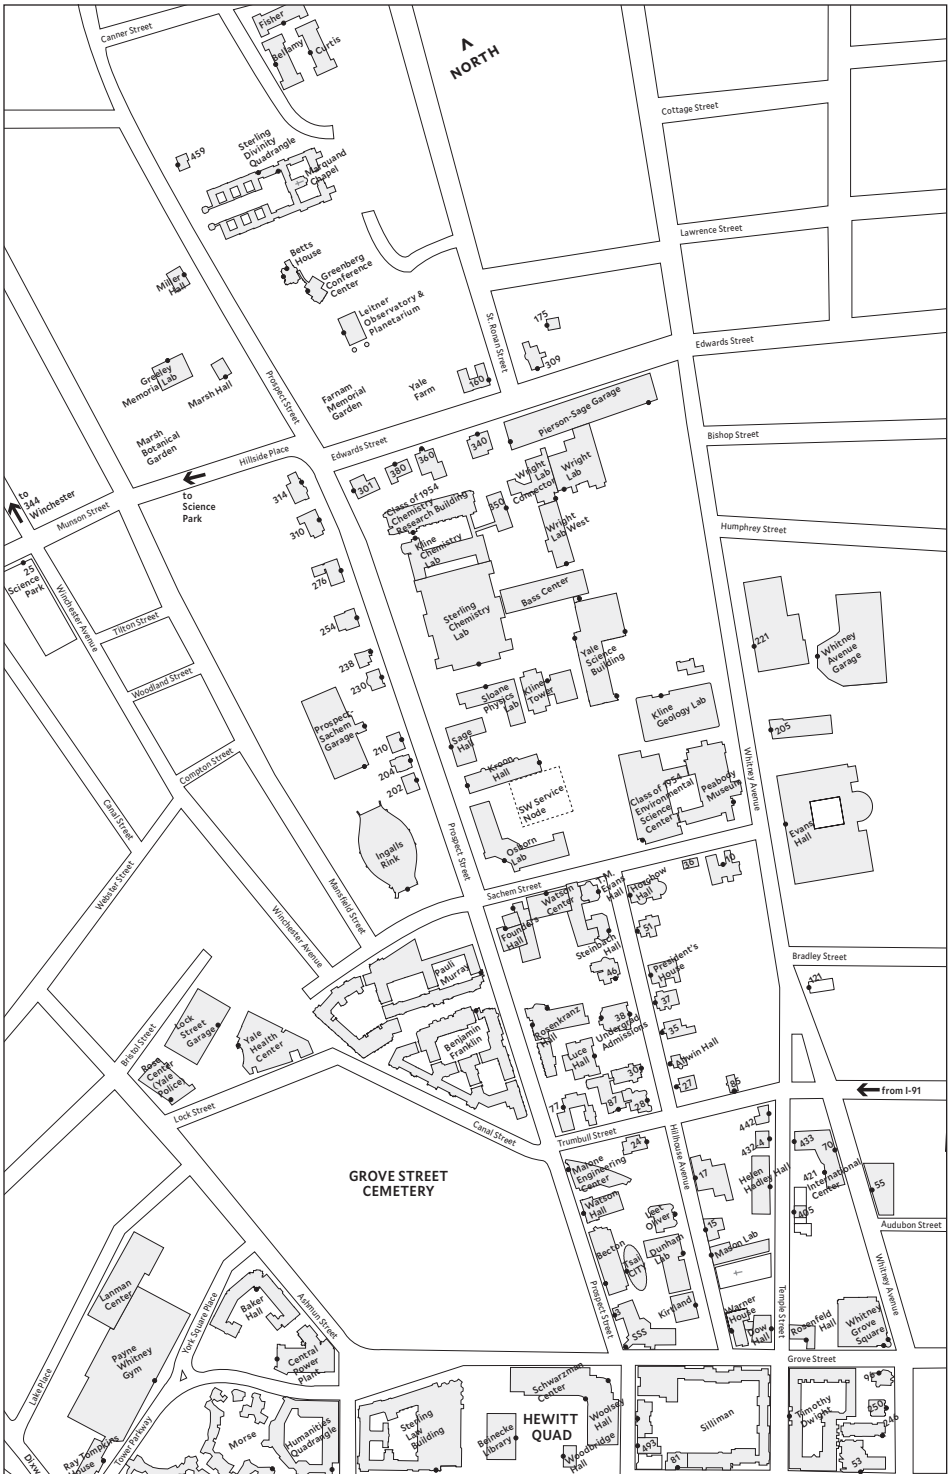 Canner Street
Fisher
Bellamy
Curtis
^
NORTH
Cottage Street
459
Sterling
Divinity
Quadrangle
Marquand
Chapel
Lawrence Street
Betts
House
Greenberg
Conference
Center
Miller
Hall
Leitner
Observatory &
Planetarium
St. Ronan Street
175
309
Edwards Street
Greeley
Memorial Lab
Marsh Hall
Prospect Street
Farnam
Memorial
Garden
Yale
Farm
160
Pierson-Sage Garage
Marsh
Botanical
Garden
Edwards Street
Bishop Street
Hillside Place
to
Science
Park
to
344
Winchester
Munson Street
314
310
301
380
360
340
Wright
Lab
Connector
Wright
Lab
Class of 1954
Chemistry
Research Building
350
Kline
Chemistry
Lab
Wright
Lab West
Humphrey Street
25
Science
Park
Winchester Avenue
276
Tilton Street
254
Sterling
Chemistry
Lab
Bass Center
Yale
Science
Building
221
Whitney
Avenue
Garage
238
230
Woodland Street
Prospect-
Sachem
Garage
Sloane
Physics
Lab
Kline
Tower
Kline
Geology Lab
205
Sage
Hall
210
204
202
Compton Street
Kroon
Hall
SW Service
Node
Class of 1954
Environmental
Science
Center
Peabody
Museum
Whitney Avenue
Evans
Hall
Canal Street
Ingalls
Rink
Prospect Street
Osborn
Lab
Webster Street
Mansfield Street
Winchester Avenue
Sachem Street
Watson
Center
T.M.
Evans
Hall
Horchow
Hall
56
10
Founders
Hall
Steinbach
Hall
51
46
President's
House
Bradley Street
121
Pauli
Murray
37
Rosenkranz
Hall
38
Undergrad
Admissions
35
Bristol Street
Lock
Street
Garage
Yale
Health
Center
Benjamin
Franklin
Luce
Hall
Allwin Hall
30
27
85
from I-91
Rose
Center
(Yale
Police)
Lock Street
Canal Street
77
87
28
Trumbull Street
24
442
432-4
433
70
421
International
Center
55
GROVE STREET
CEMETERY
Malone
Engineering
Center
Hillhouse Avenue
17
Helen
Hadley Hall
Watson
Hall
Leet
Oliver
15
405
Audubon Street
Becton
Tsai
CITY
Dunham
Lab
Mason Lab
Whitney Avenue
Lanman
Center
Baker
Hall
Ashmun Street
York Square Place
Prospect Street
43
SSS
Kirtland
Warner
House
Dow
Hall
Temple Street
Rosenfeld
Hall
Whitney
Grove
Square
Payne
Whitney
Gym
Central
Power
Plant
Grove Street
Lake Place
Schwarzman
Center
96
Tower Parkway
Sterling
Law
Building
Beinecke
Library
HEWITT
QUAD
Woolsey
Hall
Woodbridge
Hall
Silliman
493
81
Timothy
Dwight
250
246
53
Ray Tompkins
House
Morse
Humanities
Quadrangle
Dixw